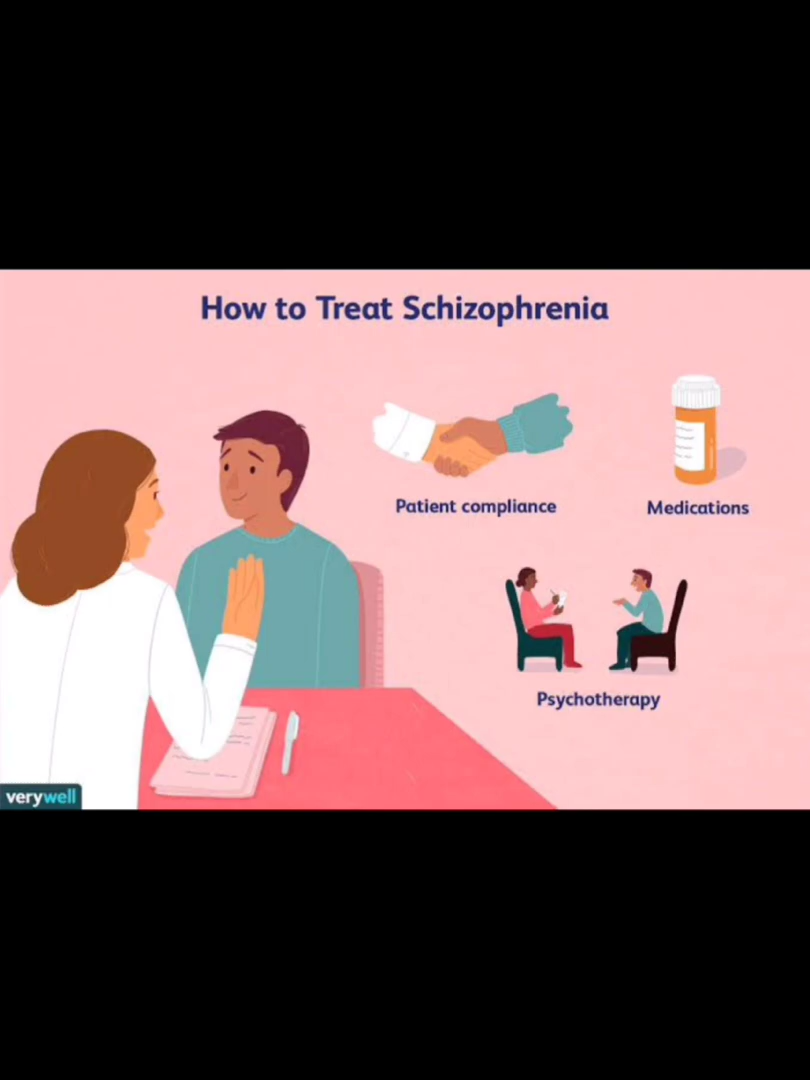 How to Treat Schizophrenia
Patient compliance
Medications
Psychotherapy
verywell